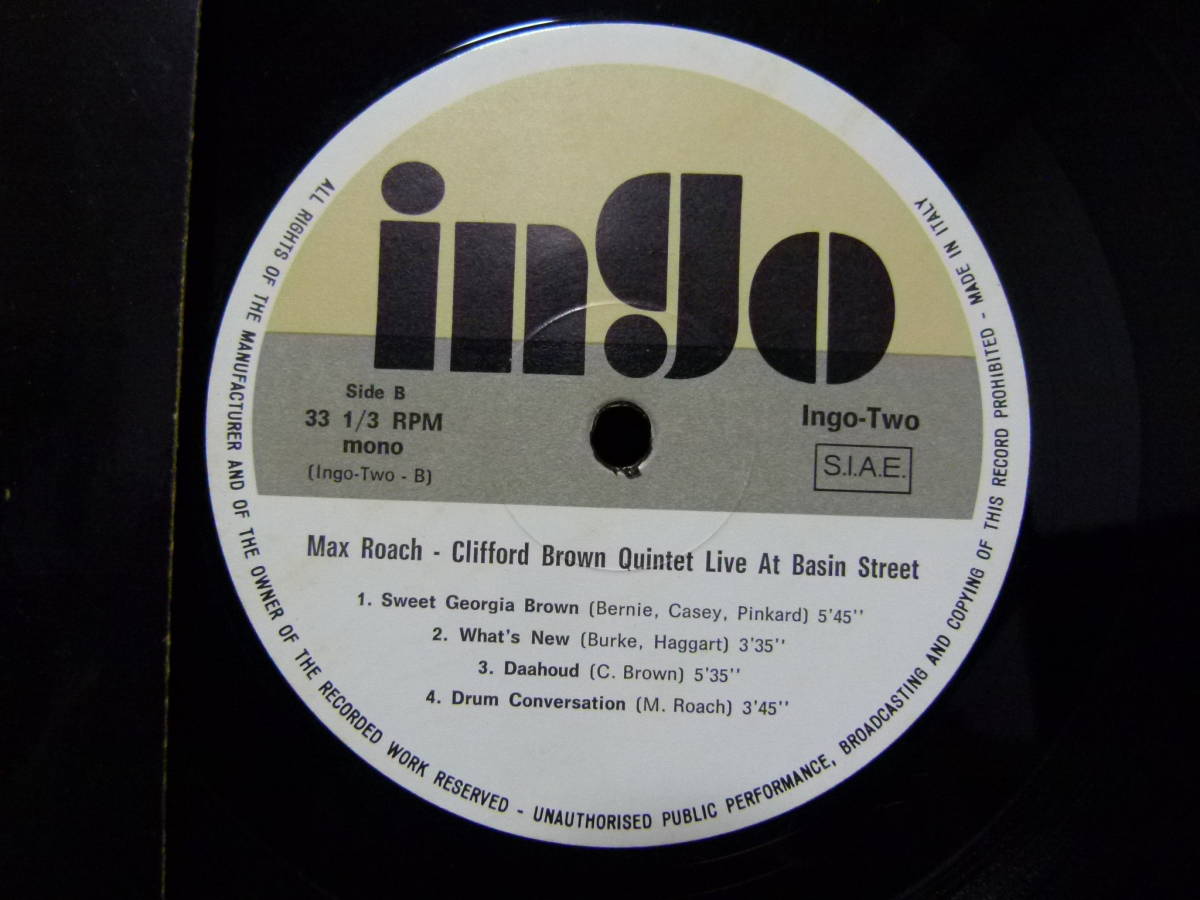 ingo
Side B
33 1/3 RPM
mono
(Ingo-Two - B)
Ingo-Two
S.I.A.E.
Max Roach - Clifford Brown Quintet Live At Basin Street
1. Sweet Georgia Brown (Bernie, Casey, Pinkard) 5'45''
2. What's New (Burke, Haggart) 3'35''
3. Daahoud (C. Brown) 5'35''
4. Drum Conversation (M. Roach) 3'45''
ALL RIGHTS OF THE MANUFACTURER AND OF THE OWNER OF THE RECORDED WORK RESERVED - UNAUTHORISED PUBLIC PERFORMANCE, BROADCASTING AND COPYING OF THIS RECORD PROHIBITED - MADE IN ITALY